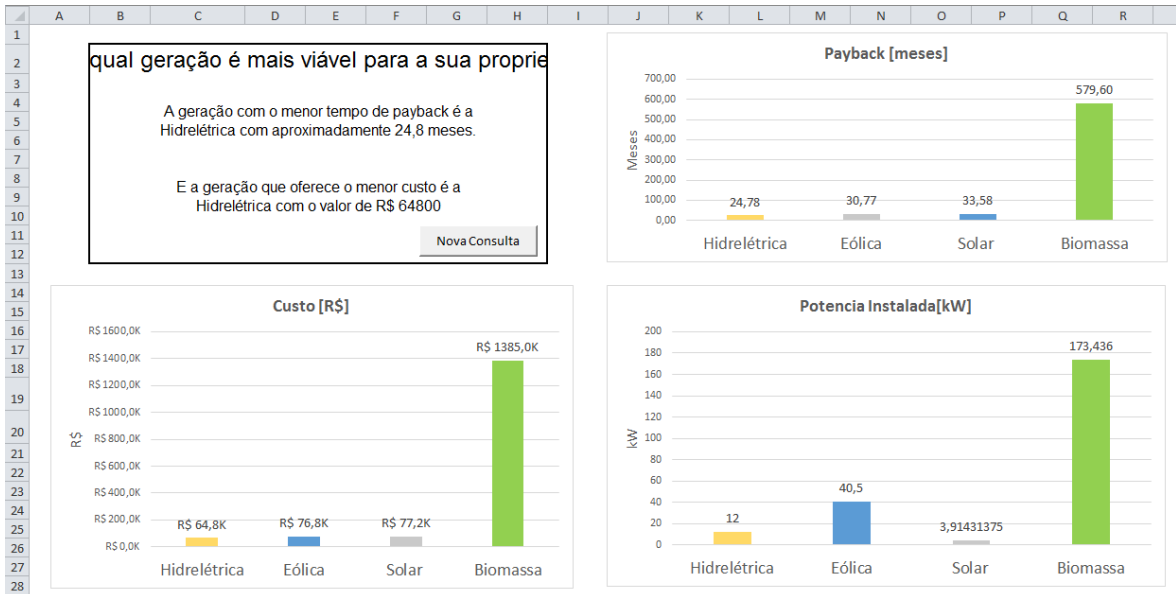 A B C D E F G H I J K L M N O P Q R
1
2
3
4
5
6
7
8
9
10
11
12
13
14
15
16
17
18
19
20
21
22
23
24
25
26
27
28
qual geração é mais viável para a sua proprie
A geração com o menor tempo de payback é a
Hidrelétrica com aproximadamente 24,8 meses.
E a geração que oferece o menor custo é a
Hidrelétrica com o valor de R$ 64800
Nova Consulta
Payback [meses]
Meses
700,00
600,00
500,00
400,00
300,00
200,00
100,00
0,00
24,78 30,77 33,58 579,60
Hidrelétrica Eólica Solar Biomassa
Custo [R$]
R$
R$ 1600,0K
R$ 1400,0K
R$ 1200,0K
R$ 1000,0K
R$ 800,0K
R$ 600,0K
R$ 400,0K
R$ 200,0K
R$ 0,0K
R$ 64,8K R$ 76,8K R$ 77,2K R$ 1385,0K
Hidrelétrica Eólica Solar Biomassa
Potencia Instalada[kW]
kW
200
180
160
140
120
100
80
60
40
20
0
12 40,5 3,91431375 173,436
Hidrelétrica Eólica Solar Biomassa